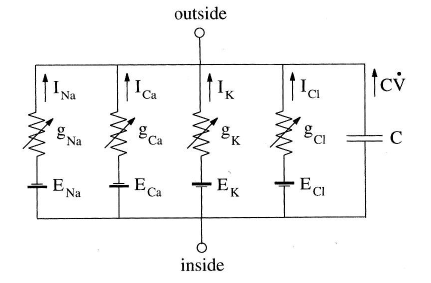 outside
I_Na I_Ca I_K I_Cl CV̇
g_Na g_Ca g_K g_Cl C
E_Na E_Ca E_K E_Cl
inside